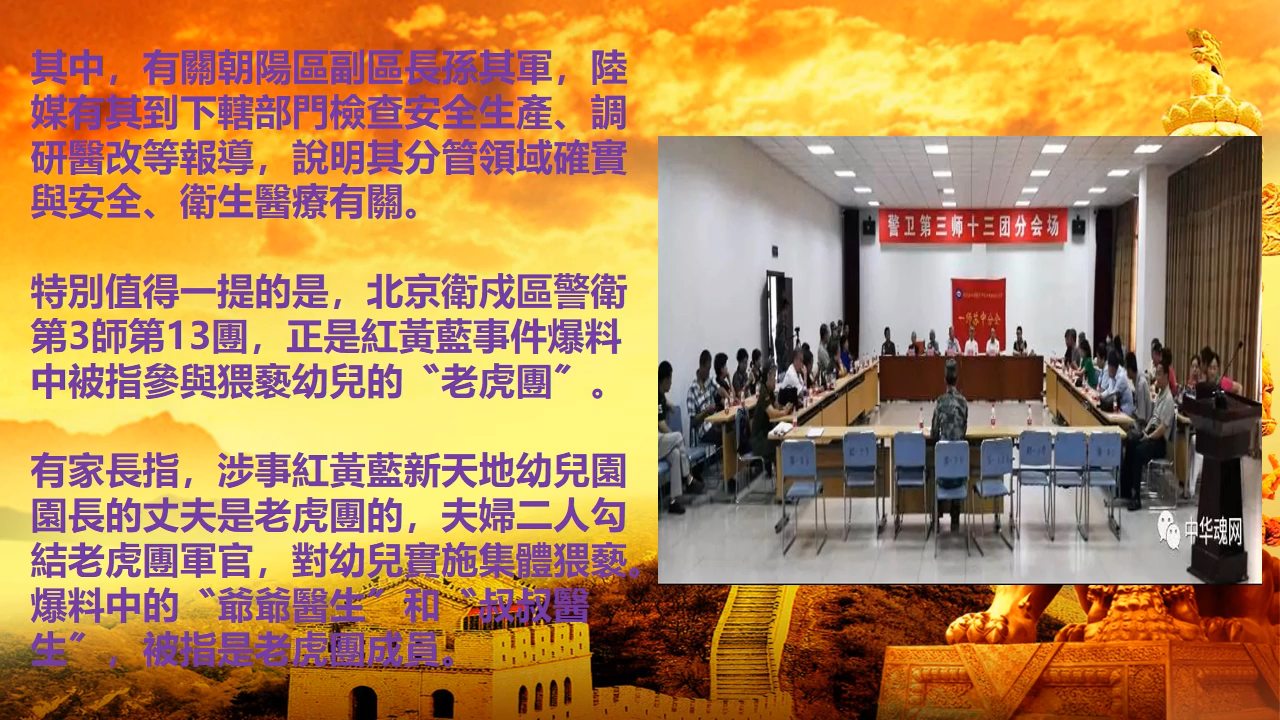 其中，有關朝陽區副區長孫其軍，陸
媒有其到下轄部門檢查安全生產、調
研醫改等報導，說明其分管領域確實
與安全、衛生醫療有關。
特別值得一提的是，北京衛戍區警衛
第3師第13團，正是紅黃藍事件爆料
中被指參與猥褻幼兒的〝老虎團〞。
有家長指，涉事紅黃藍新天地幼兒園
園長的丈夫是老虎團的，夫婦二人勾
結老虎團軍官，對幼兒實施集體猥褻。
爆料中的〝爺爺醫生〞和〝叔叔醫
生〞，被指是老虎團成員。
警卫第三师十三团分会场
中华魂网